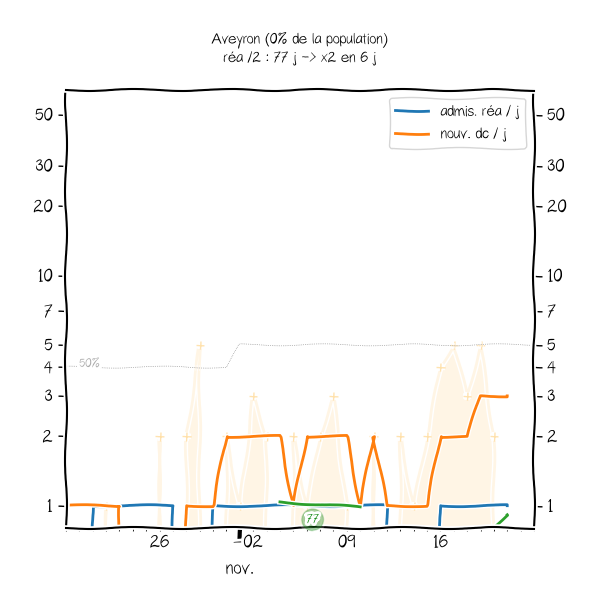 Aveyron (0% de la population)
réa /2 : 77 j -> x2 en 6 j
admis. réa / j
nouv. dc / j
50 50
30 30
20 20
10 10
7 7
5 5
4 4
50%
3 3
2 2
1 1
77
26 02 09 16
nov.